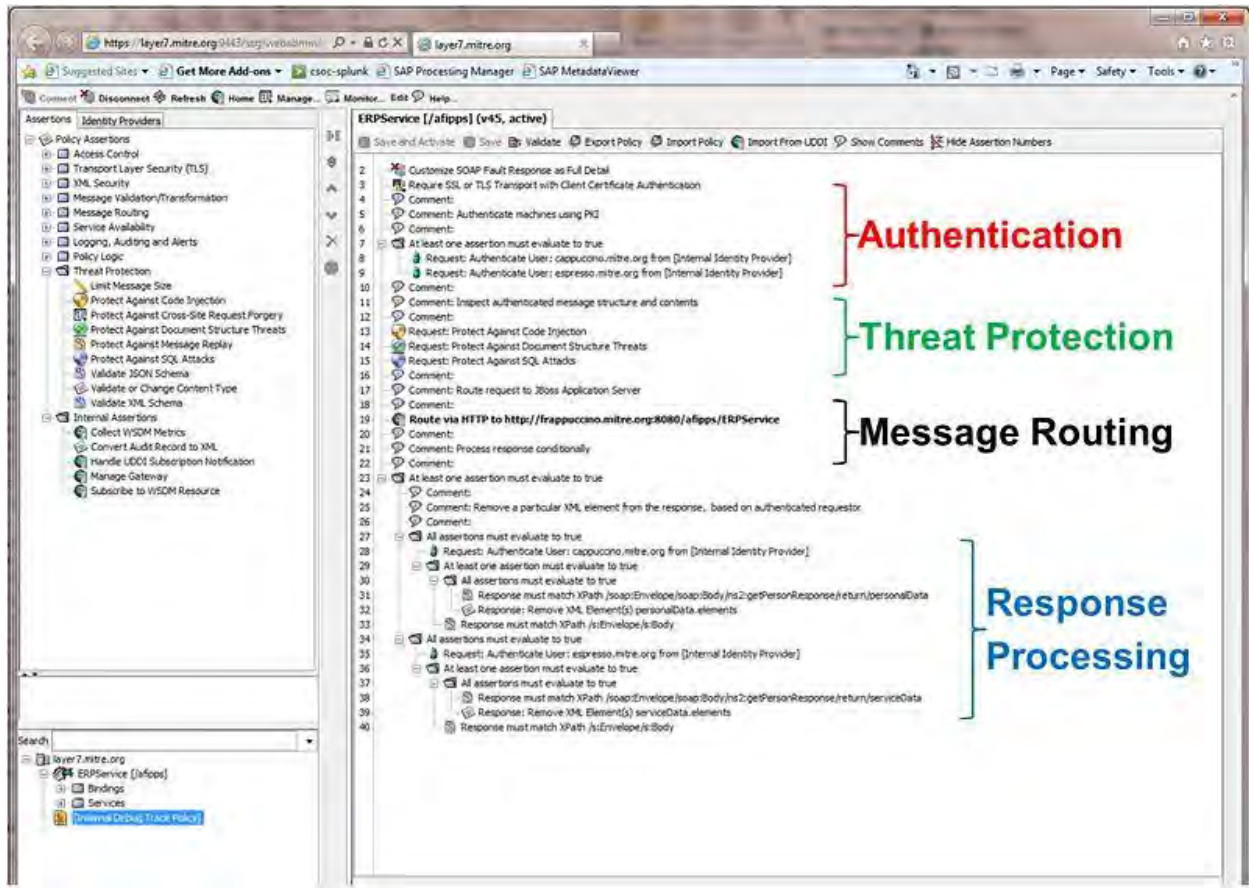 https://layer7.mitre.org:9443/ssg/webadmin/
layer7.mitre.org
Suggested Sites
Get More Add-ons
csoc-splunk
SAP Processing Manager
SAP MetadataViewer
Page
Safety
Tools
Connect
Disconnect
Refresh
Home
Manage...
Monitor...
Edit
Help...
Assertions
Identity Providers
Policy Assertions
Access Control
Transport Layer Security (TLS)
XML Security
Message Validation/Transformation
Message Routing
Service Availability
Logging, Auditing and Alerts
Policy Logic
Threat Protection
Limit Message Size
Protect Against Code Injection
Protect Against Cross-Site Request Forgery
Protect Against Document Structure Threats
Protect Against Message Replay
Protect Against SQL Attacks
Validate JSON Schema
Validate or Change Content Type
Validate XML Schema
Internal Assertions
Collect WSDM Metrics
Convert Audit Record to XML
Handle UDDI Subscription Notification
Manage Gateway
Subscribe to WSDM Resource
Search
layer7.mitre.org
ERPService [/afipps]
Bindings
Services
[Internal Debug Trace Policy]
ERPService [/afipps] (v45, active)
Save and Activate
Save
Validate
Export Policy
Import Policy
Import From UDDI
Show Comments
Hide Assertion Numbers
2 Customize SOAP Fault Response as Full Detail
3 Require SSL or TLS Transport with Client Certificate Authentication
4 Comment:
5 Comment: Authenticate machines using PKI
6 Comment:
7 At least one assertion must evaluate to true
8 Request: Authenticate User: cappuccino.mitre.org from [Internal Identity Provider]
9 Request: Authenticate User: espresso.mitre.org from [Internal Identity Provider]
10 Comment:
11 Comment: Inspect authenticated message structure and contents
12 Comment:
13 Request: Protect Against Code Injection
14 Request: Protect Against Document Structure Threats
15 Request: Protect Against SQL Attacks
16 Comment:
17 Comment: Route request to JBoss Application Server
18 Comment:
19 Route via HTTP to http://frappuccino.mitre.org:8080/afipps/ERPService
20 Comment:
21 Comment: Process response conditionally
22 Comment:
23 At least one assertion must evaluate to true
24 Comment:
25 Comment: Remove a particular XML element from the response, based on authenticated requestor
26 Comment:
27 All assertions must evaluate to true
28 Request: Authenticate User: cappuccino.mitre.org from [Internal Identity Provider]
29 At least one assertion must evaluate to true
30 All assertions must evaluate to true
31 Response must match XPath /soap:Envelope/soap:Body/ns2:getPersonResponse/return/personalData
32 Response: Remove XML Element(s) personalData.elements
33 Response must match XPath /s:Envelope/s:Body
34 All assertions must evaluate to true
35 Request: Authenticate User: espresso.mitre.org from [Internal Identity Provider]
36 At least one assertion must evaluate to true
37 All assertions must evaluate to true
38 Response must match XPath /soap:Envelope/soap:Body/ns2:getPersonResponse/return/serviceData
39 Response: Remove XML Element(s) serviceData.elements
40 Response must match XPath /s:Envelope/s:Body
Authentication
Threat Protection
Message Routing
Response
Processing